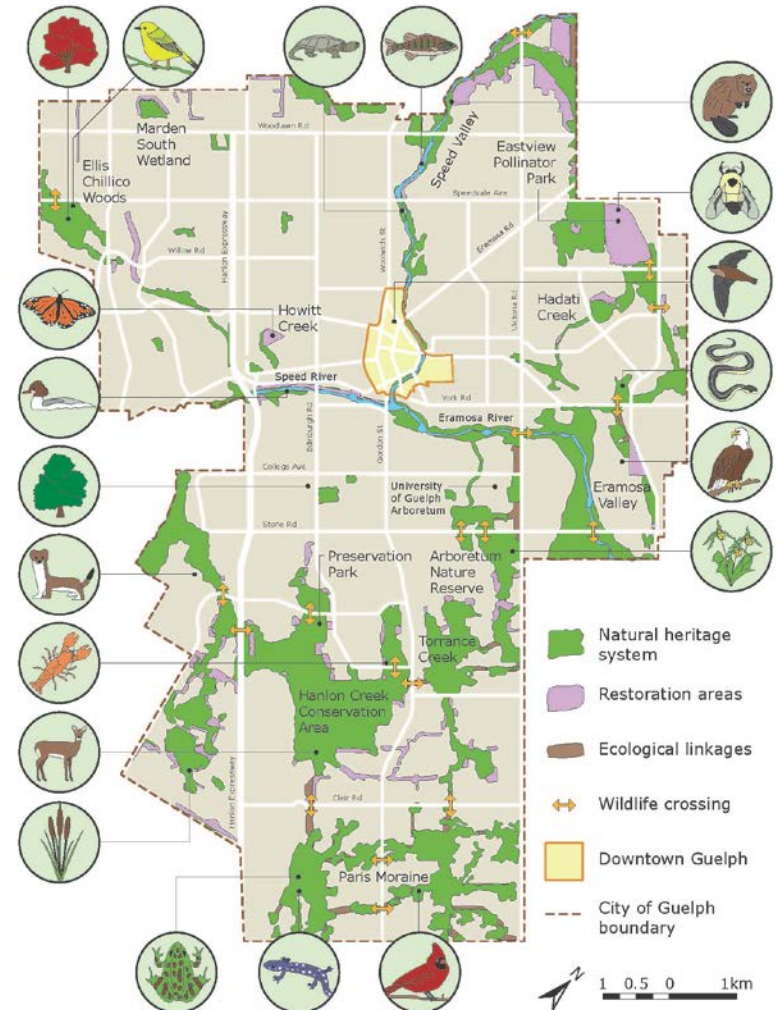 Marden
South
Wetland
Woodlawn Rd
Speed Valley
Eastview
Pollinator
Park
Ellis
Chillico
Woods
Speedvale Ave
Hanlon Expressway
Willow Rd
Woolwich St
Eramosa Rd
Victoria Rd
Hadati
Creek
Howitt
Creek
Speed River
York Rd
Eramosa River
Edinburgh Rd
Gordon St
College Ave
University
of Guelph
Arboretum
Eramosa
Valley
Stone Rd
Preservation
Park
Arboretum
Nature
Reserve
Torrance
Creek
Hanlon Creek
Conservation
Area
Hanlon Expressway
Clair Rd
Paris Moraine
Natural heritage
system
Restoration areas
Ecological linkages
Wildlife crossing
Downtown Guelph
City of Guelph
boundary
N
1 0.5 0 1km